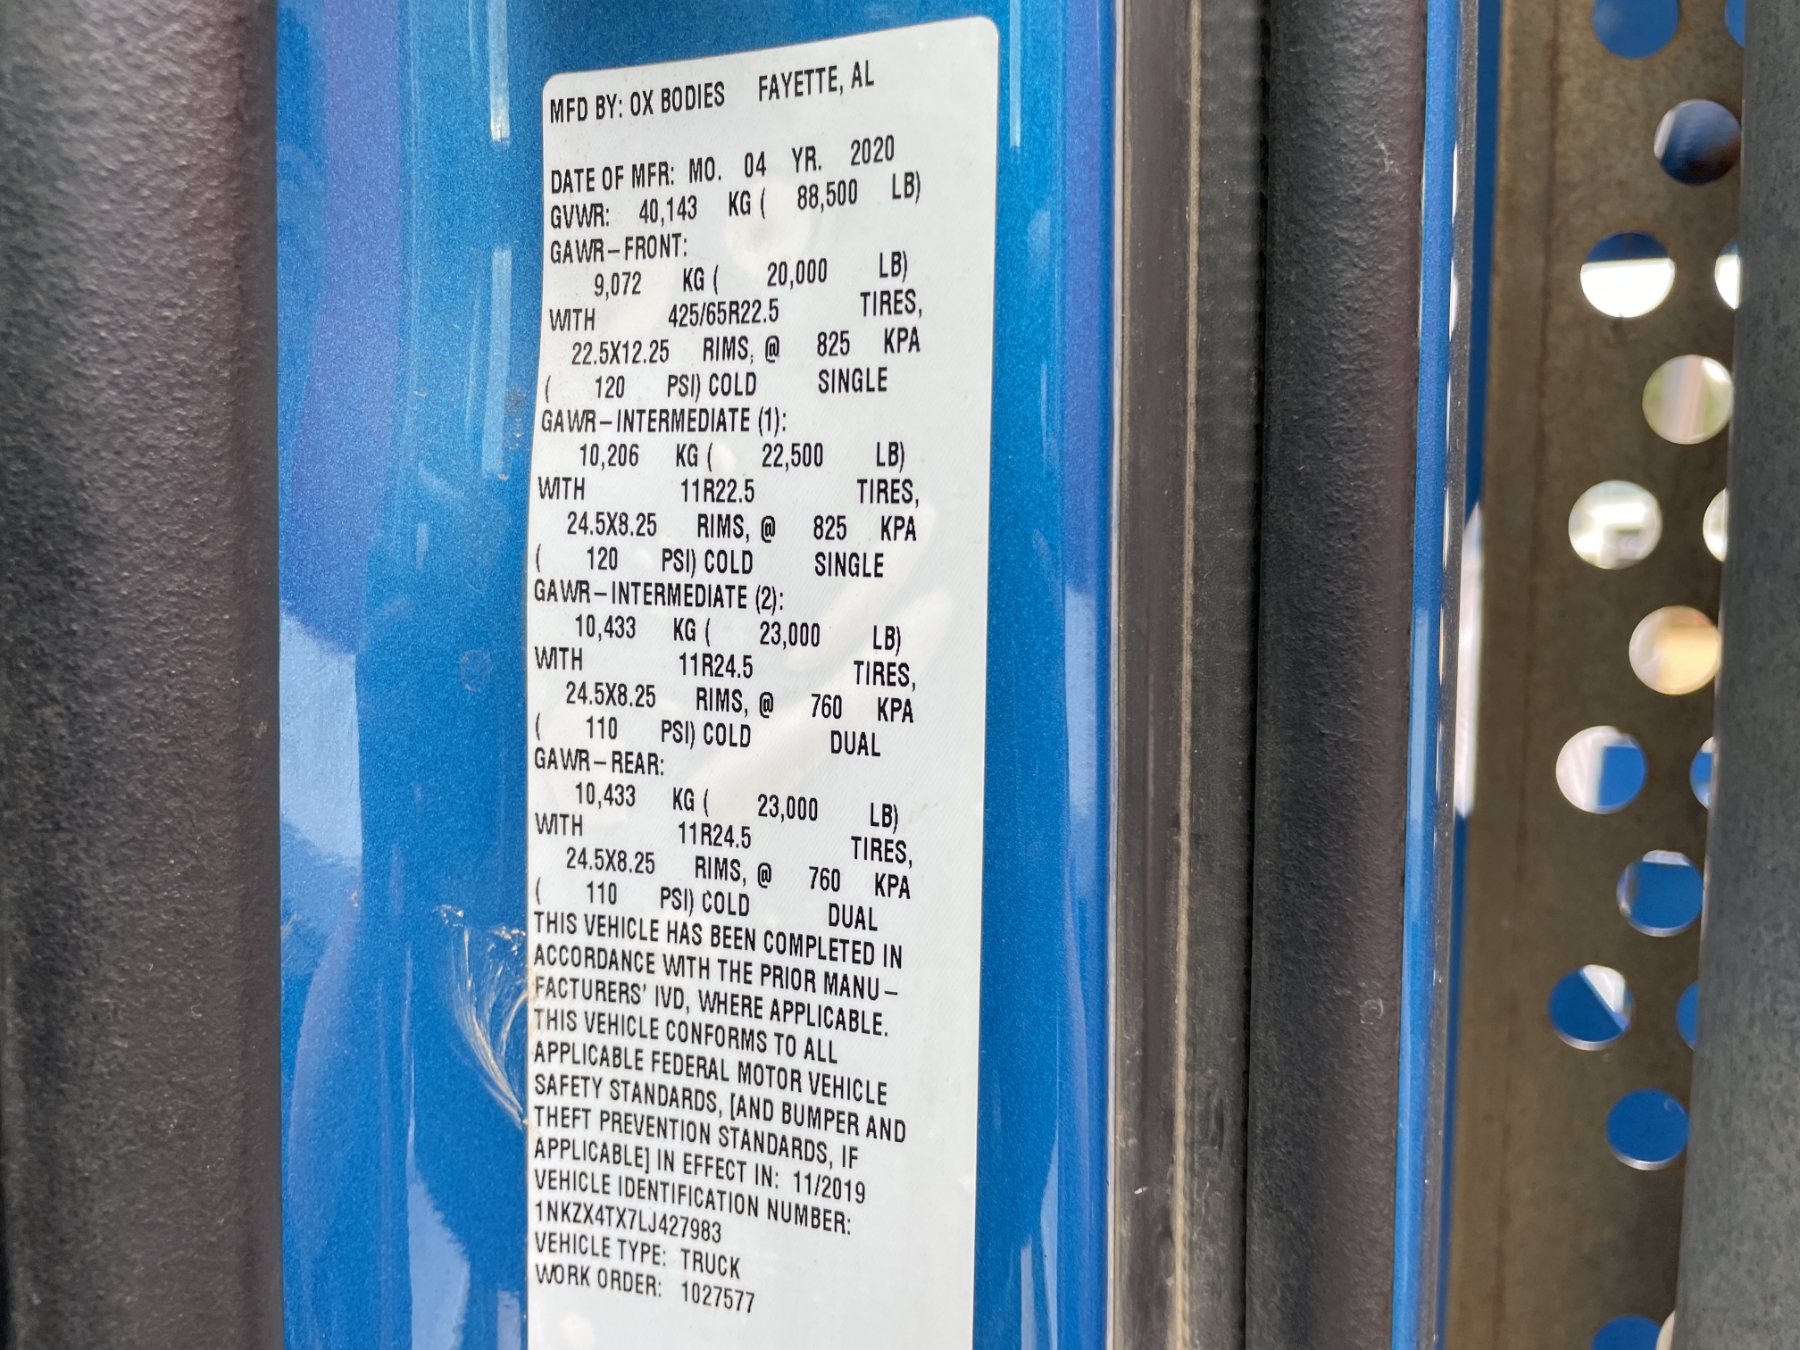 MFD BY: OX BODIES FAYETTE, AL
DATE OF MFR: MO. 04 YR. 2020
GVWR: 40,143 KG ( 88,500 LB)
GAWR-FRONT:
9,072 KG ( 20,000 LB)
WITH 425/65R22.5 TIRES,
22.5X12.25 RIMS, @ 825 KPA
( 120 PSI) COLD SINGLE
GAWR-INTERMEDIATE (1):
10,206 KG ( 22,500 LB)
WITH 11R22.5 TIRES,
24.5X8.25 RIMS, @ 825 KPA
( 120 PSI) COLD SINGLE
GAWR-INTERMEDIATE (2):
10,433 KG ( 23,000 LB)
WITH 11R24.5 TIRES,
24.5X8.25 RIMS, @ 760 KPA
( 110 PSI) COLD DUAL
GAWR-REAR:
10,433 KG ( 23,000 LB)
WITH 11R24.5 TIRES,
24.5X8.25 RIMS, @ 760 KPA
( 110 PSI) COLD DUAL
THIS VEHICLE HAS BEEN COMPLETED IN
ACCORDANCE WITH THE PRIOR MANU-
FACTURERS' IVD, WHERE APPLICABLE.
THIS VEHICLE CONFORMS TO ALL
APPLICABLE FEDERAL MOTOR VEHICLE
SAFETY STANDARDS, [AND BUMPER AND
THEFT PREVENTION STANDARDS, IF
APPLICABLE] IN EFFECT IN: 11/2019
VEHICLE IDENTIFICATION NUMBER:
1NKZX4TX7LJ427983
VEHICLE TYPE: TRUCK
WORK ORDER: 1027577